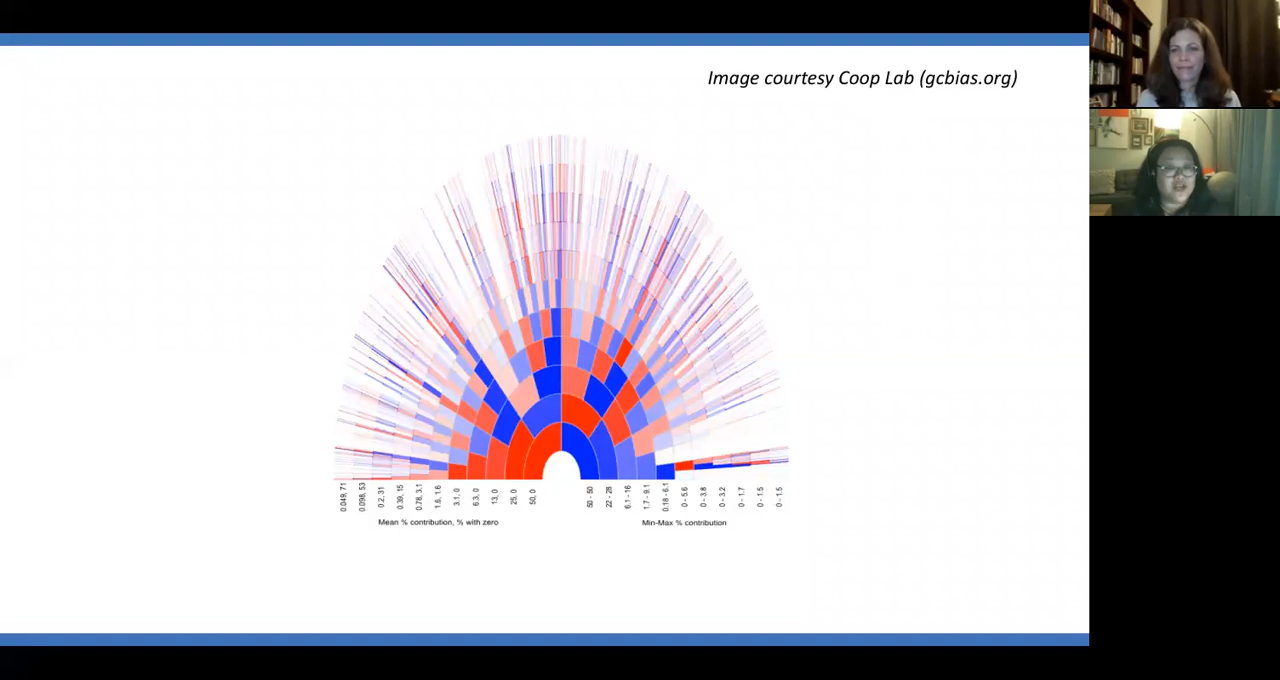 Image courtesy Coop Lab (gcbias.org)
0.049, 71
0.098, 53
0.2, 31
0.39, 15
0.78, 3.1
1.6, 1.6
3.1, 0
6.3, 0
13, 0
25, 0
50, 0
50 - 50
22 - 28
6.1 - 16
1.7 - 9.1
0.18 - 6.1
0 - 5.6
0 - 3.8
0 - 3.2
0 - 1.7
0 - 1.5
0 - 1.5
Mean % contribution, % with zero
Min-Max % contribution